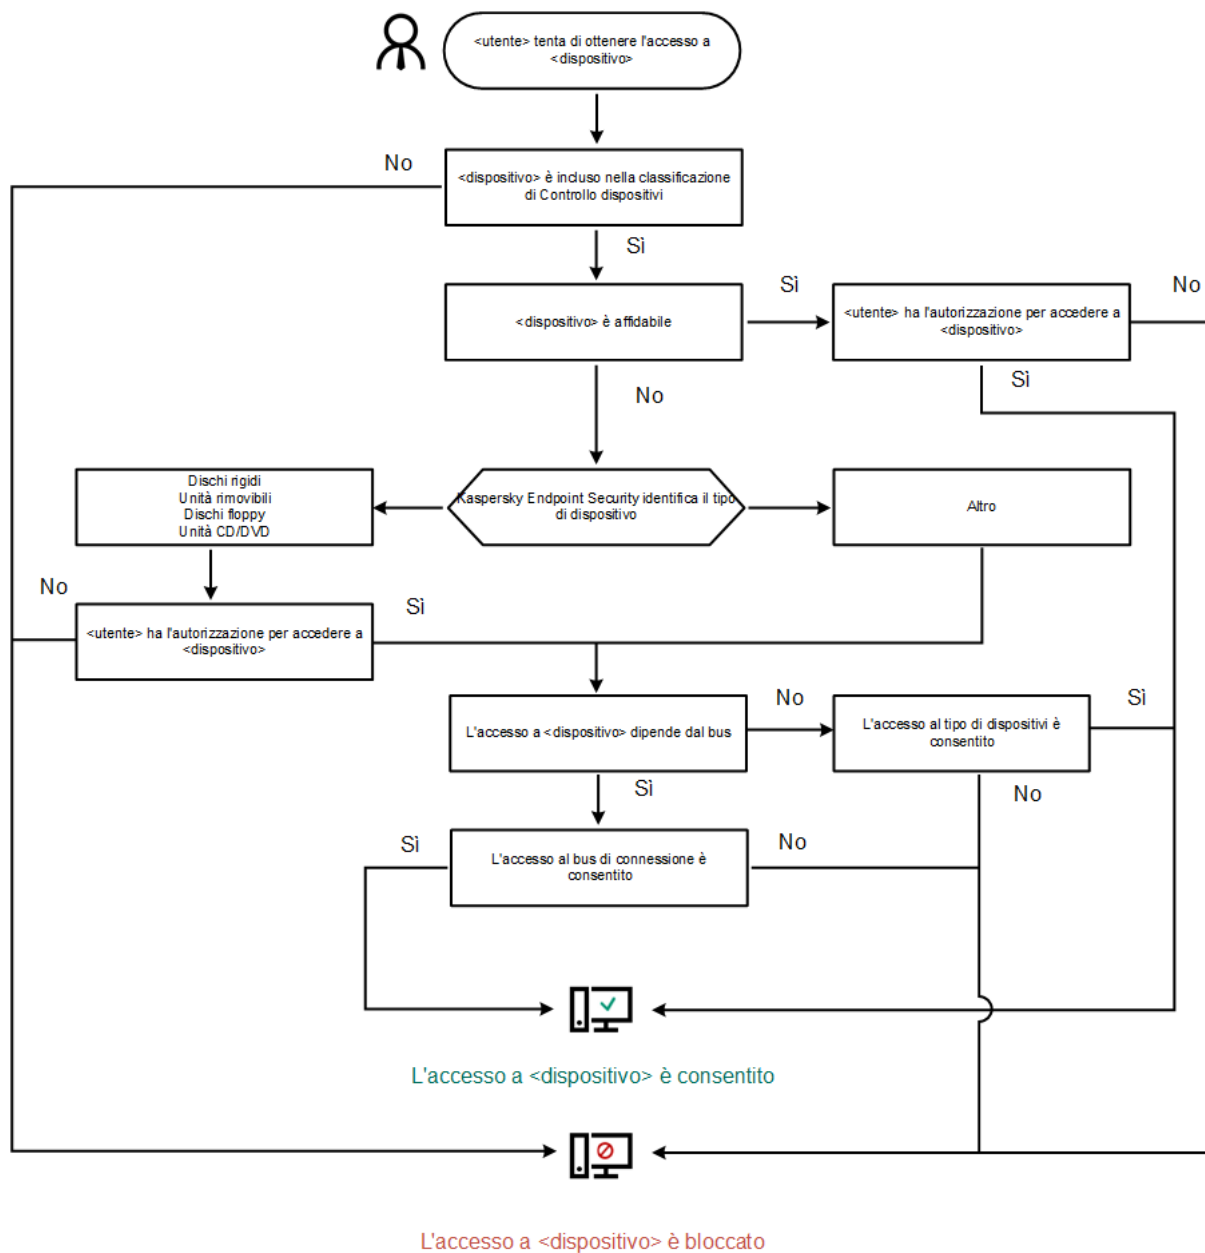 <utente> tenta di ottenere l'accesso a
<dispositivo>
No
<dispositivo> è incluso nella classificazione
di Controllo dispositivi
Sì
<dispositivo> è affidabile
Sì
<utente> ha l'autorizzazione per accedere a
<dispositivo>
No
Sì
No
Dischi rigidi
Unità rimovibili
Dischi floppy
Unità CD/DVD
Kaspersky Endpoint Security identifica il tipo
di dispositivo
Altro
No
<utente> ha l'autorizzazione per accedere a
<dispositivo>
Sì
L'accesso a <dispositivo> dipende dal bus
No
L'accesso al tipo di dispositivi è
consentito
Sì
Sì
No
Sì
L'accesso al bus di connessione è
consentito
No
L'accesso a <dispositivo> è consentito
L'accesso a <dispositivo> è bloccato